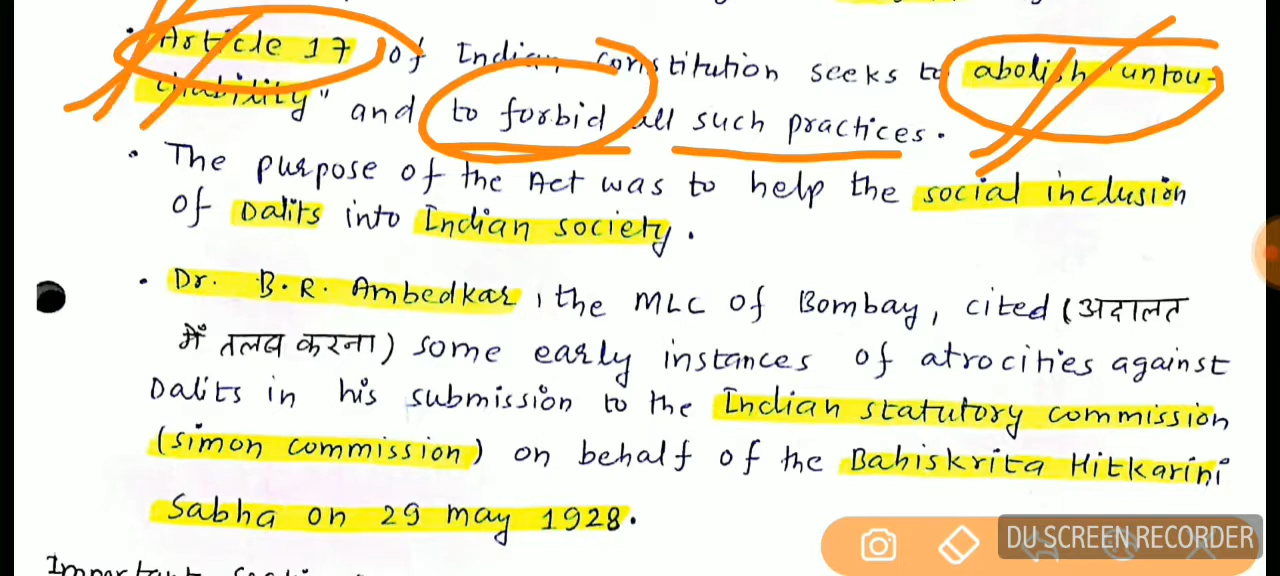 • Article 17 of Indian constitution seeks to abolish "untou-
chability" and to forbid all such practices.
• The purpose of the Act was to help the social inclusion
of Dalits into Indian society.
• Dr. B.R. Ambedkar, the MLC of Bombay, cited (अदालत
में तलब करना) some early instances of atrocities against
Dalits in his submission to the Indian statutory commission
(simon commission) on behalf of the Bahiskrita Hitkarini
Sabha on 29 may 1928.
DU SCREEN RECORDER
Important